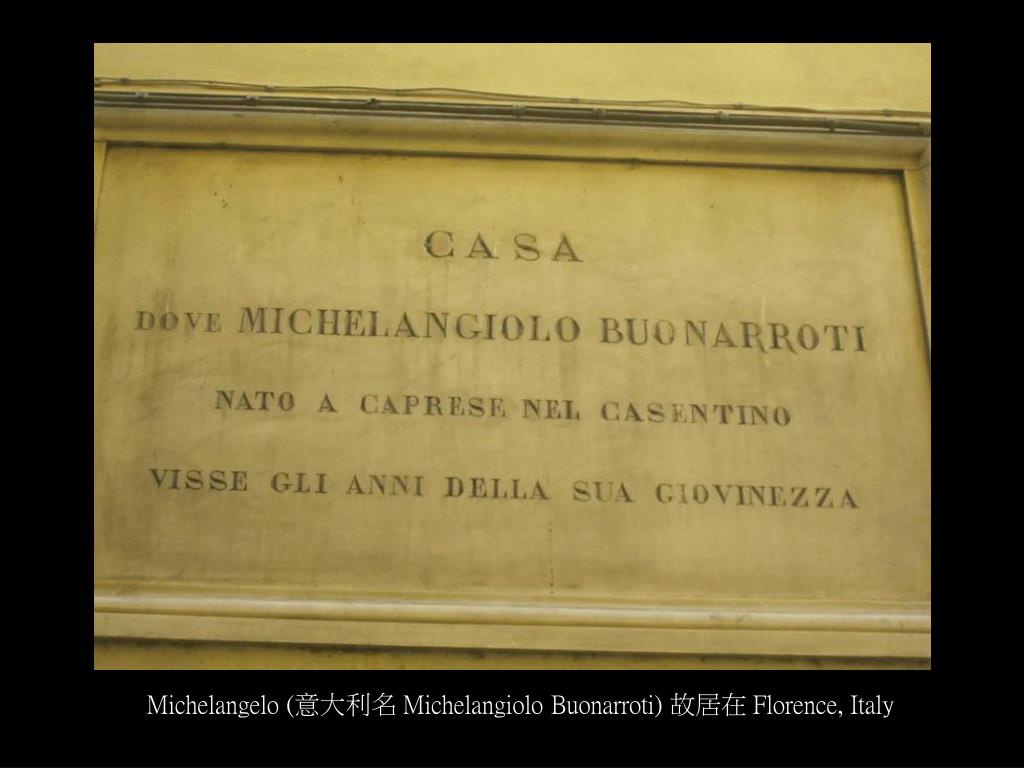 CASA
DOVE MICHELANGIOLO BUONARROTI
NATO A CAPRESE NEL CASENTINO
VISSE GLI ANNI DELLA SUA GIOVINEZZA
Michelangelo (意大利名 Michelangiolo Buonarroti) 故居在 Florence, Italy